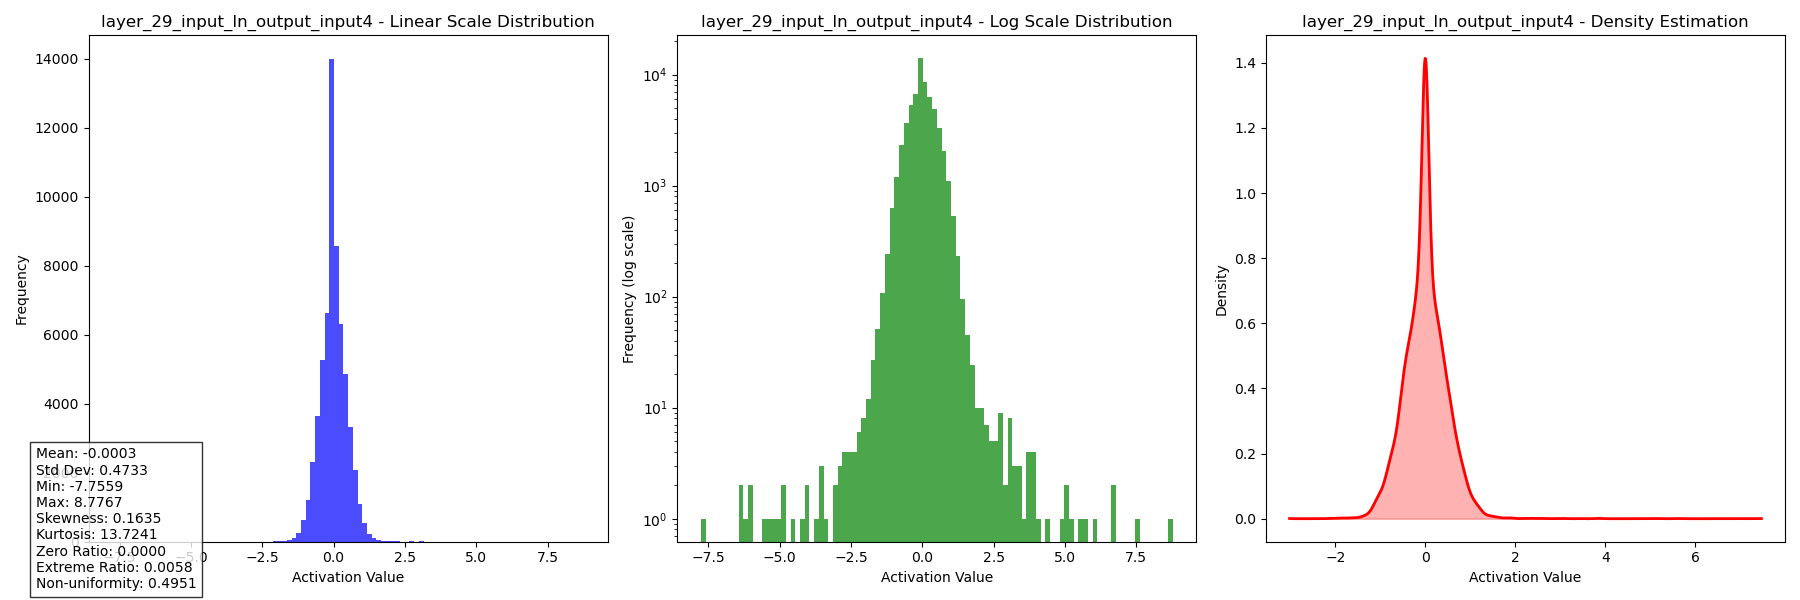 layer_29_input_ln_output_input4 - Linear Scale Distribution
14000
12000
10000
8000
6000
4000
Frequency
−2.5
0.0
2.5
5.0
7.5
Activation Value
Mean: -0.0003
Std Dev: 0.4733
Min: -7.7559
Max: 8.7767
Skewness: 0.1635
Kurtosis: 13.7241
Zero Ratio: 0.0000
Extreme Ratio: 0.0058
Non-uniformity: 0.4951
layer_29_input_ln_output_input4 - Log Scale Distribution
10^4
10^3
10^2
10^1
10^0
Frequency (log scale)
−7.5
−5.0
−2.5
0.0
2.5
5.0
7.5
Activation Value
layer_29_input_ln_output_input4 - Density Estimation
1.4
1.2
1.0
0.8
0.6
0.4
0.2
0.0
Density
−2
0
2
4
6
Activation Value